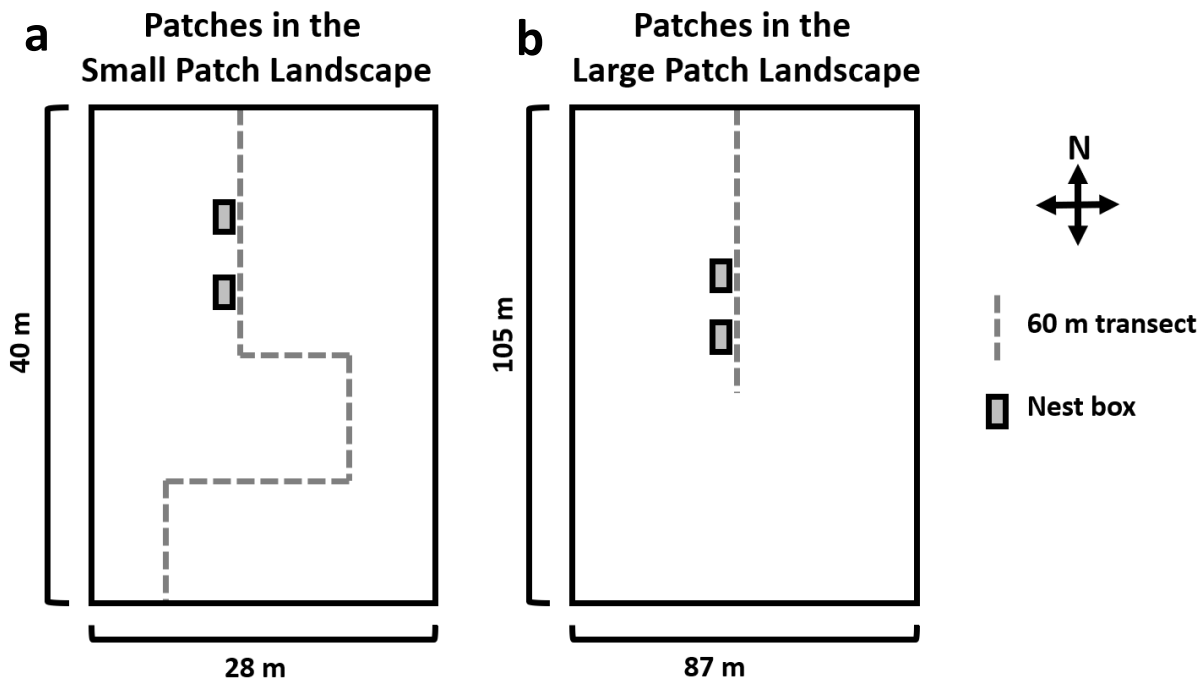 a
Patches in the
Small Patch Landscape
40 m
28 m
b
Patches in the
Large Patch Landscape
105 m
87 m
N
60 m transect
Nest box